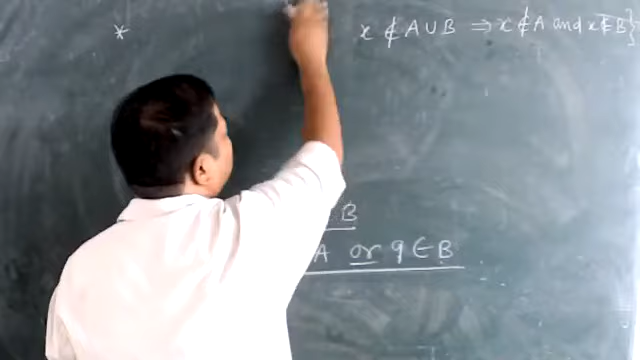 *
x ∉ A ∪ B ⇒ x ∉ A and x ∉ B}
B
A or q ∈ B